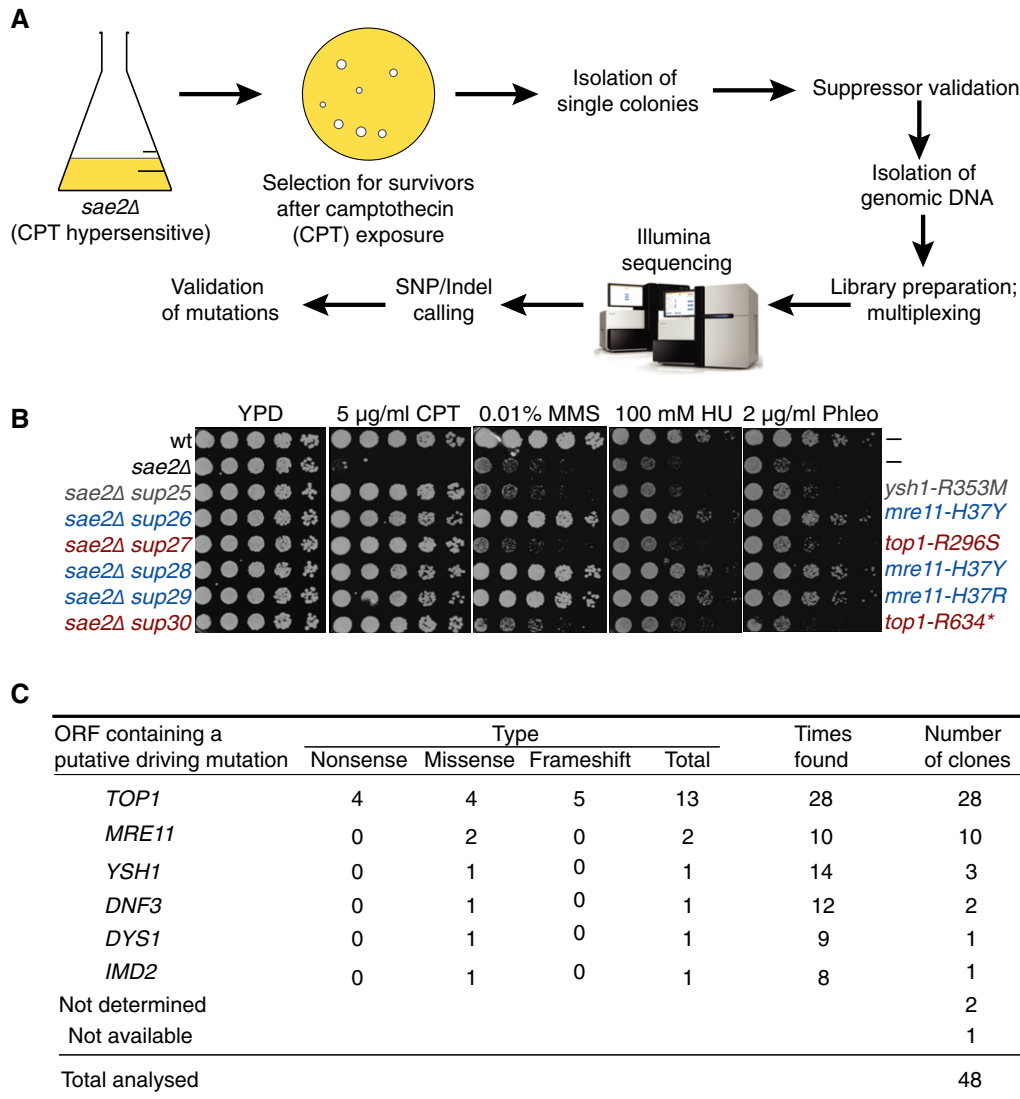 A
sae2Δ
(CPT hypersensitive)
Selection for survivors
after camptothecin
(CPT) exposure
Isolation of
single colonies
Suppressor validation
Isolation of
genomic DNA
Library preparation;
multiplexing
Illumina
sequencing
SNP/Indel
calling
Validation
of mutations
B
YPD 5 µg/ml CPT 0.01% MMS 100 mM HU 2 µg/ml Phleo
wt –
sae2Δ –
sae2Δ sup25 ysh1-R353M
sae2Δ sup26 mre11-H37Y
sae2Δ sup27 top1-R296S
sae2Δ sup28 mre11-H37Y
sae2Δ sup29 mre11-H37R
sae2Δ sup30 top1-R634*
C
ORF containing a Type Times Number
putative driving mutation Nonsense Missense Frameshift Total found of clones
TOP1 4 4 5 13 28 28
MRE11 0 2 0 2 10 10
YSH1 0 1 0 1 14 3
DNF3 0 1 0 1 12 2
DYS1 0 1 0 1 9 1
IMD2 0 1 0 1 8 1
Not determined 2
Not available 1
Total analysed 48